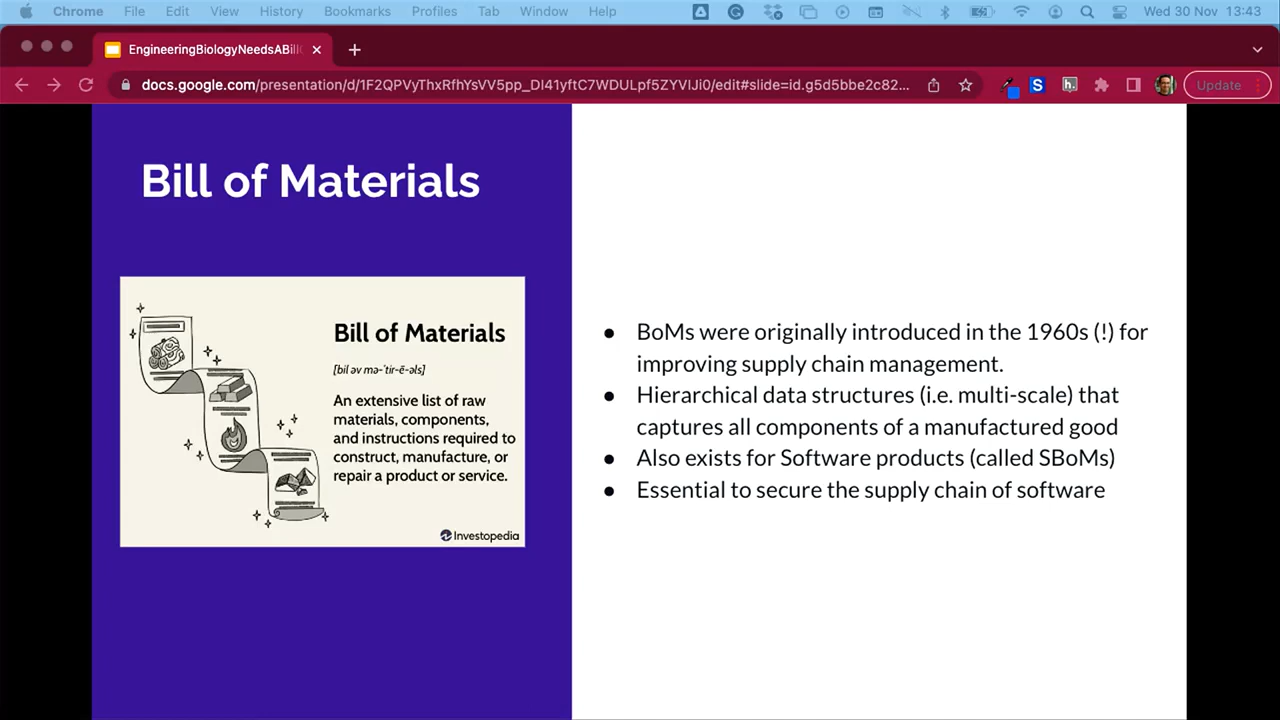 Chrome File Edit View History Bookmarks Profiles Tab Window Help Wed 30 Nov 13:43
EngineeringBiologyNeedsABill
docs.google.com/presentation/d/1F2QPVyThxRfhYsVV5pp_DI41yftC7WDULpf5ZYVIJi0/edit#slide=id.g5d5bbe2c82... Update
Bill of Materials
Bill of Materials
[bil əv mə-ˈtir-ē-əls]
An extensive list of raw
materials, components,
and instructions required to
construct, manufacture, or
repair a product or service.
Investopedia
● BoMs were originally introduced in the 1960s (!) for
improving supply chain management.
● Hierarchical data structures (i.e. multi-scale) that
captures all components of a manufactured good
● Also exists for Software products (called SBoMs)
● Essential to secure the supply chain of software